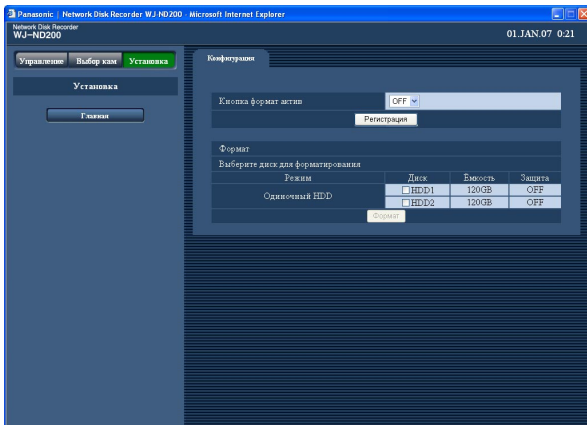 Panasonic | Network Disk Recorder WJ-ND200 - Microsoft Internet Explorer
Network Disk Recorder
WJ-ND200
01.JAN.07 0:21
Управление Выбор кам Установка
Конфигурация
Установка
Главная
Кнопка формат актив OFF
Регистрация
Формат
Выберите диск для форматирования
Режим Диск Ёмкость Защита
Одиночный HDD
HDD1 120GB OFF
HDD2 120GB OFF
Формат